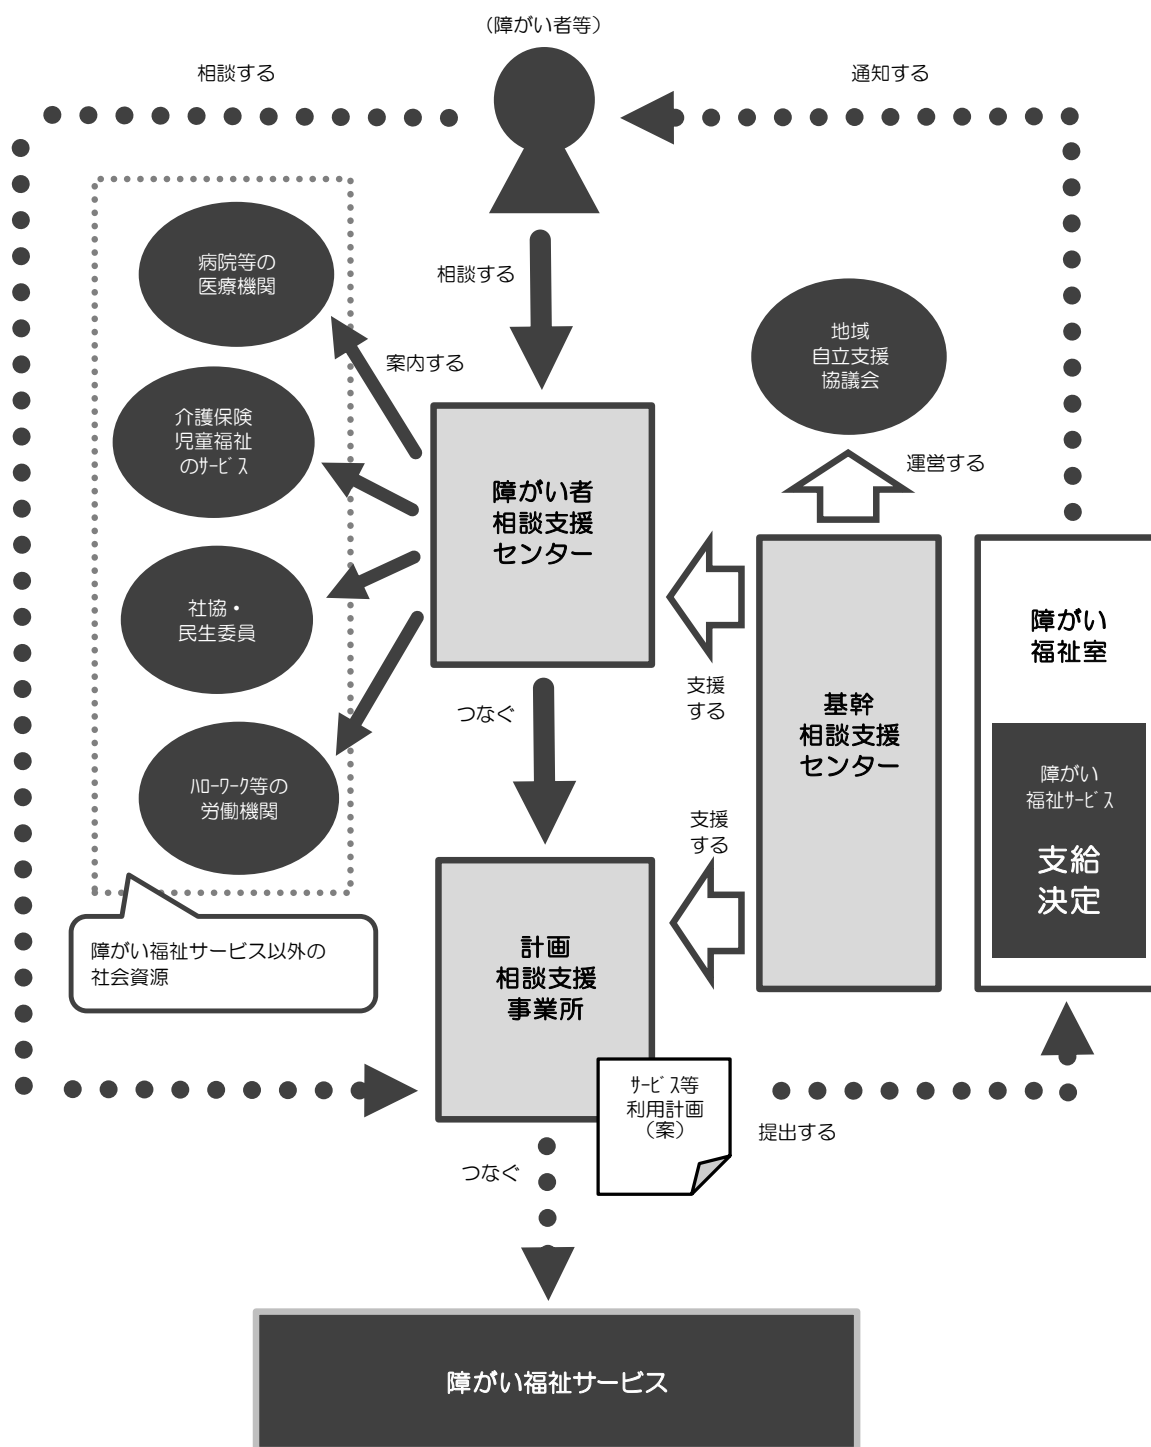 （障がい者等）
相談する
通知する
病院等の
医療機関
相談する
案内する
地域
自立支援
協議会
介護保険
児童福祉
のｻｰﾋﾞｽ
運営する
障がい者
相談支援
センター
社協・
民生委員
障がい
福祉室
支援
する
つなぐ
基幹
相談支援
センター
ﾊﾛｰﾜｰｸ等の
労働機関
障がい
福祉ｻｰﾋﾞｽ
支給
決定
支援
する
障がい福祉サービス以外の
社会資源
計画
相談支援
事業所
ｻｰﾋﾞｽ等
利用計画
（案）
提出する
つなぐ
障がい福祉サービス